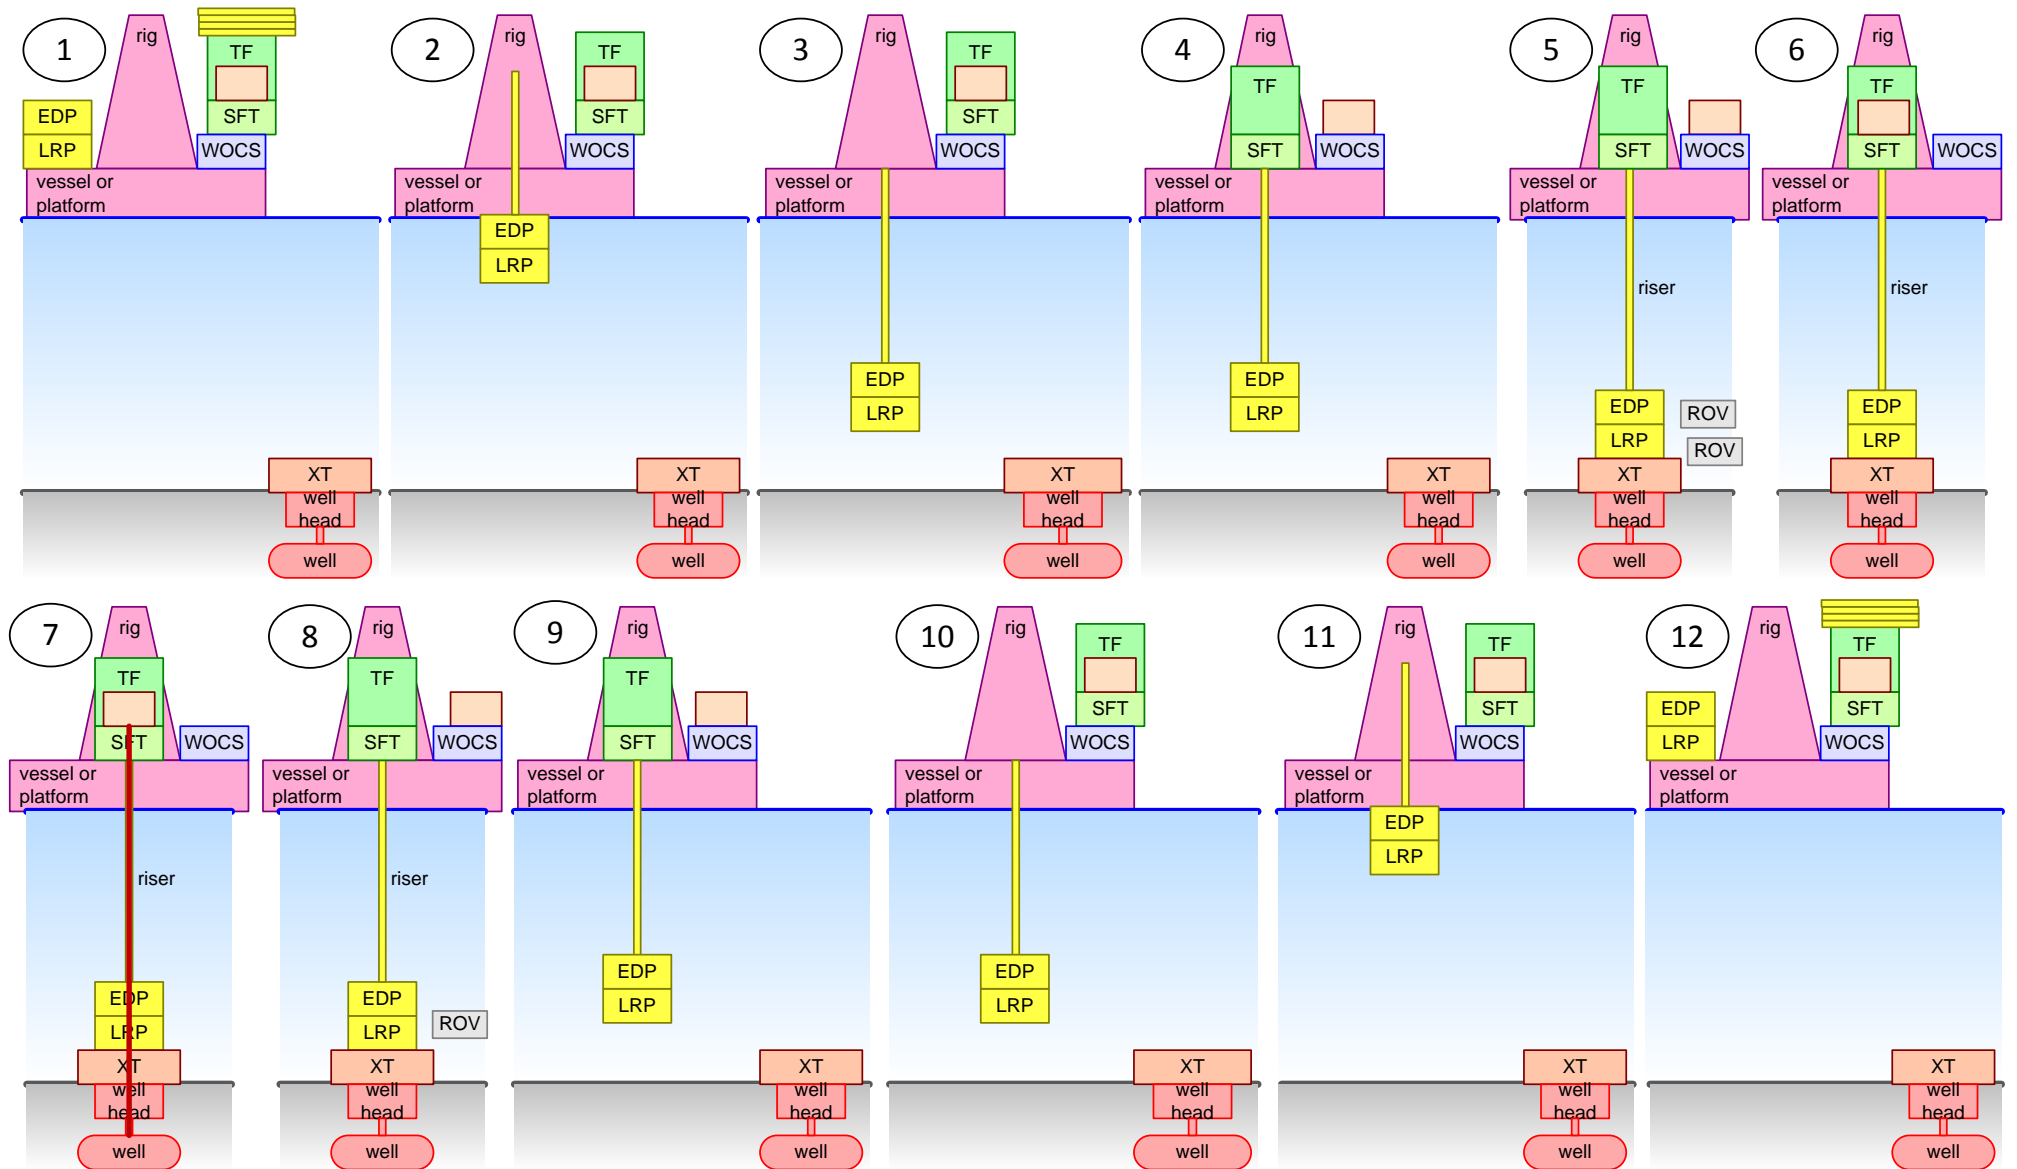 1
rig
TF
SFT
EDP
LRP
WOCS
vessel or
platform
XT
well
head
well
2
rig
TF
SFT
WOCS
vessel or
platform
EDP
LRP
XT
well
head
well
3
rig
TF
SFT
WOCS
vessel or
platform
EDP
LRP
XT
well
head
well
4
rig
TF
SFT
WOCS
vessel or
platform
EDP
LRP
XT
well
head
well
5
rig
TF
SFT
WOCS
vessel or
platform
riser
EDP
ROV
LRP
ROV
XT
well
head
well
6
rig
TF
SFT
WOCS
vessel or
platform
riser
EDP
LRP
XT
well
head
well
7
rig
TF
SFT
WOCS
vessel or
platform
riser
EDP
LRP
XT
well
head
well
8
rig
TF
SFT
WOCS
vessel or
platform
riser
EDP
LRP
ROV
XT
well
head
well
9
rig
TF
SFT
WOCS
vessel or
platform
EDP
LRP
XT
well
head
well
10
rig
TF
SFT
WOCS
vessel or
platform
EDP
LRP
XT
well
head
well
11
rig
TF
SFT
WOCS
vessel or
platform
EDP
LRP
XT
well
head
well
12
rig
TF
SFT
EDP
LRP
WOCS
vessel or
platform
XT
well
head
well